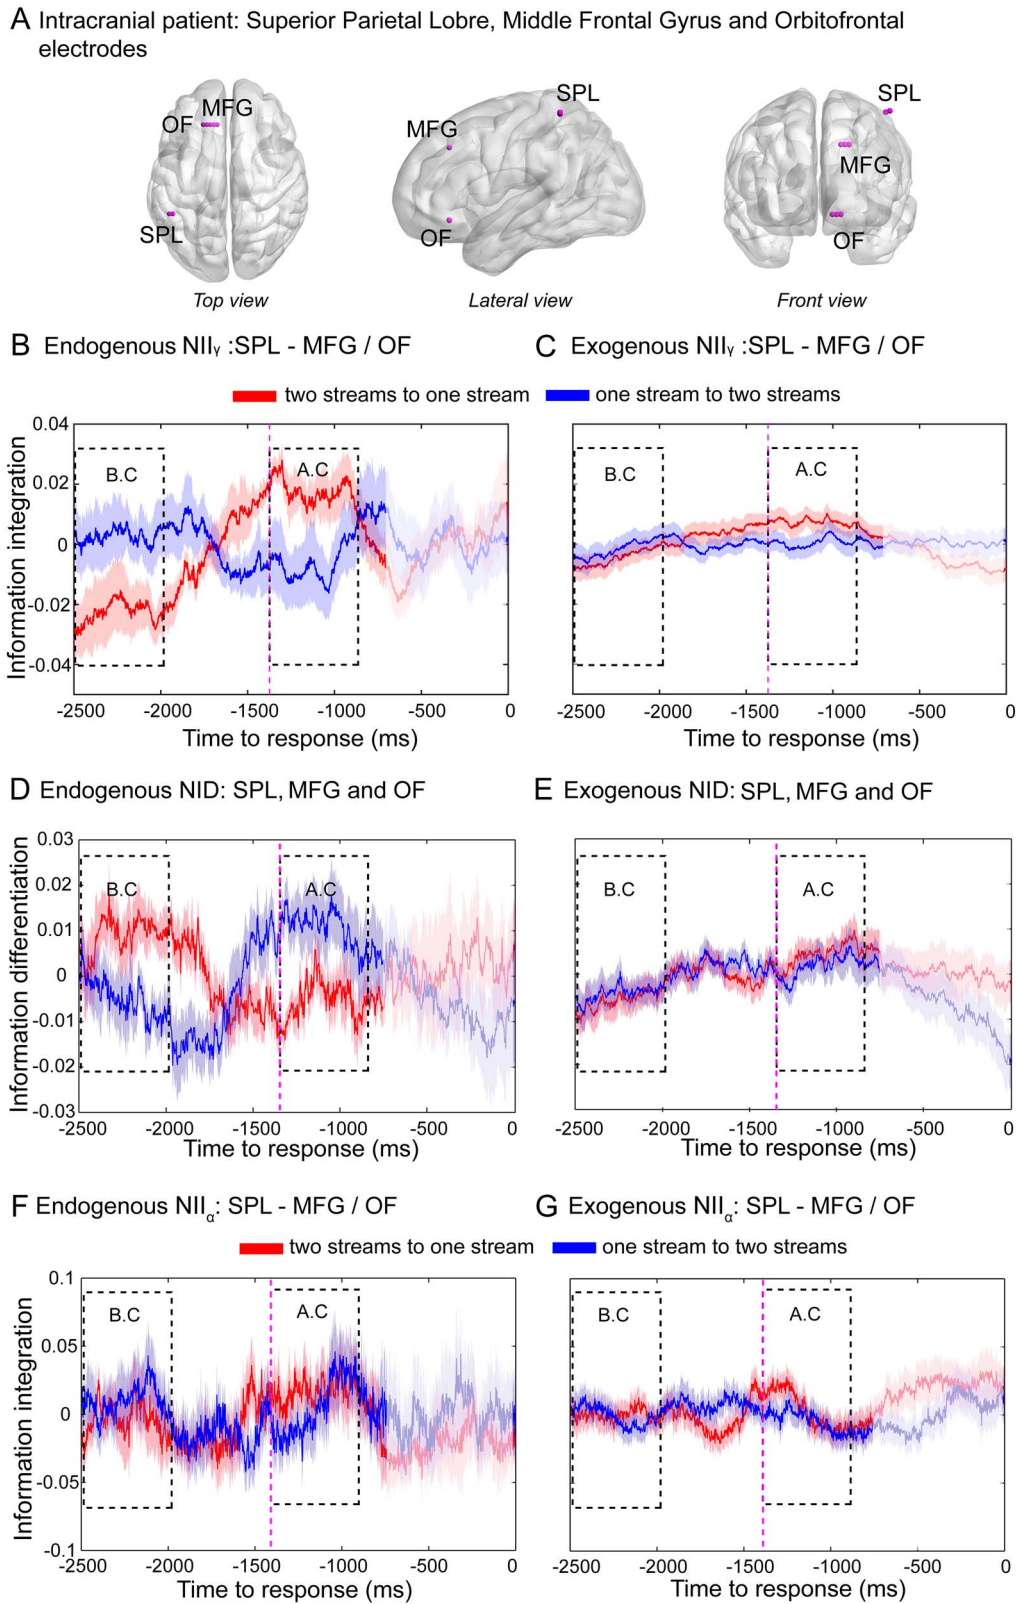 A Intracranial patient: Superior Parietal Lobre, Middle Frontal Gyrus and Orbitofrontal
electrodes
MFG
OF
SPL
Top view
SPL
MFG
OF
Lateral view
SPL
MFG
OF
Front view
B Endogenous NIIγ :SPL - MFG / OF
C Exogenous NIIγ :SPL - MFG / OF
two streams to one stream
one stream to two streams
Information integration
0.04
0.02
0
-0.02
-0.04
B.C
A.C
-2500 -2000 -1500 -1000 -500 0
Time to response (ms)
B.C
A.C
-2500 -2000 -1500 -1000 -500 0
Time to response (ms)
D Endogenous NID: SPL, MFG and OF
E Exogenous NID: SPL, MFG and OF
Information differentiation
0.03
0.02
0.01
0
-0.01
-0.02
-0.03
B.C
A.C
-2500 -2000 -1500 -1000 -500 0
Time to response (ms)
B.C
A.C
-2500 -2000 -1500 -1000 -500 0
Time to response (ms)
F Endogenous NIIα: SPL - MFG / OF
G Exogenous NIIα: SPL - MFG / OF
two streams to one stream
one stream to two streams
Information integration
0.1
0.05
0
-0.05
-0.1
B.C
A.C
-2500 -2000 -1500 -1000 -500 0
Time to response (ms)
B.C
A.C
-2500 -2000 -1500 -1000 -500 0
Time to response (ms)